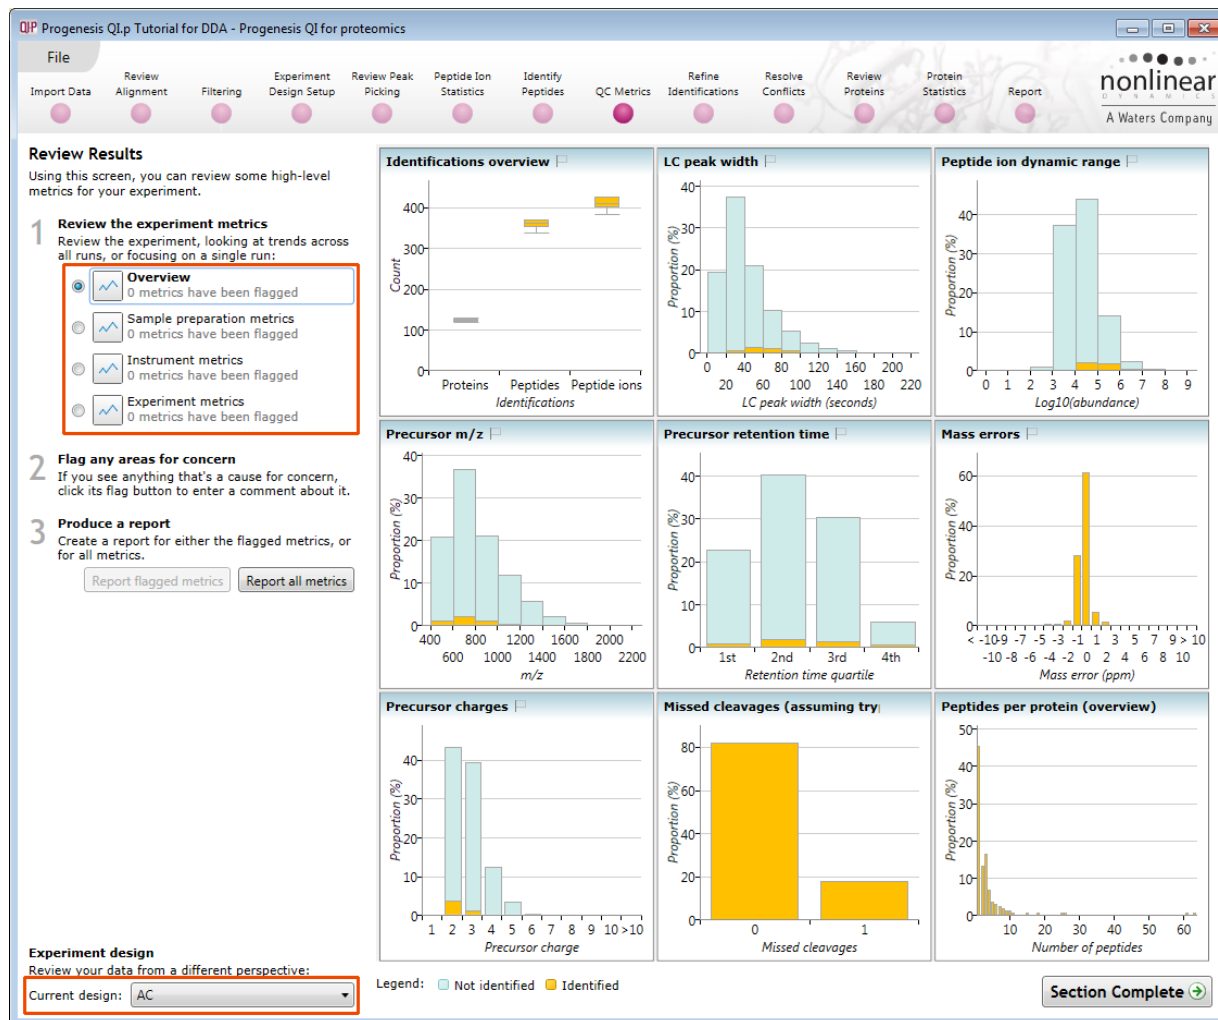 QIP Progenesis QI.p Tutorial for DDA - Progenesis QI for proteomics
File
Import Data
Review Alignment
Filtering
Experiment Design Setup
Review Peak Picking
Peptide Ion Statistics
Identify Peptides
QC Metrics
Refine Identifications
Resolve Conflicts
Review Proteins
Protein Statistics
Report
nonlinear
DYNAMICS
A Waters Company
Review Results
Using this screen, you can review some high-level
metrics for your experiment.
1 Review the experiment metrics
Review the experiment, looking at trends across
all runs, or focusing on a single run:
Overview
0 metrics have been flagged
Sample preparation metrics
0 metrics have been flagged
Instrument metrics
0 metrics have been flagged
Experiment metrics
0 metrics have been flagged
2 Flag any areas for concern
If you see anything that's a cause for concern,
click its flag button to enter a comment about it.
3 Produce a report
Create a report for either the flagged metrics, or
for all metrics.
Report flagged metrics Report all metrics
Experiment design
Review your data from a different perspective:
Current design: AC
Identifications overview
Count
400
300
200
100
0
Proteins Peptides Peptide ions
Identifications
LC peak width
Proportion (%)
40
30
20
10
0
0 40 80 120 160 200
20 60 100 140 180 220
LC peak width (seconds)
Peptide ion dynamic range
Proportion (%)
40
30
20
10
0
0 1 2 3 4 5 6 7 8 9
Log10(abundance)
Precursor m/z
Proportion (%)
40
30
20
10
0
400 800 1200 1600 2000
600 1000 1400 1800 2200
m/z
Precursor retention time
Proportion (%)
40
30
20
10
0
1st 2nd 3rd 4th
Retention time quartile
Mass errors
Proportion (%)
60
40
20
0
< -10 -9 -7 -5 -3 -1 1 3 5 7 9 > 10
-10 -8 -6 -4 -2 0 2 4 6 8 10
Mass error (ppm)
Precursor charges
Proportion (%)
40
30
20
10
0
1 2 3 4 5 6 7 8 9 10 >10
Precursor charge
Missed cleavages (assuming try
Proportion (%)
80
60
40
20
0
0 1
Missed cleavages
Peptides per protein (overview)
Proportion (%)
50
40
30
20
10
0
10 20 30 40 50 60
Number of peptides
Legend: Not identified Identified
Section Complete